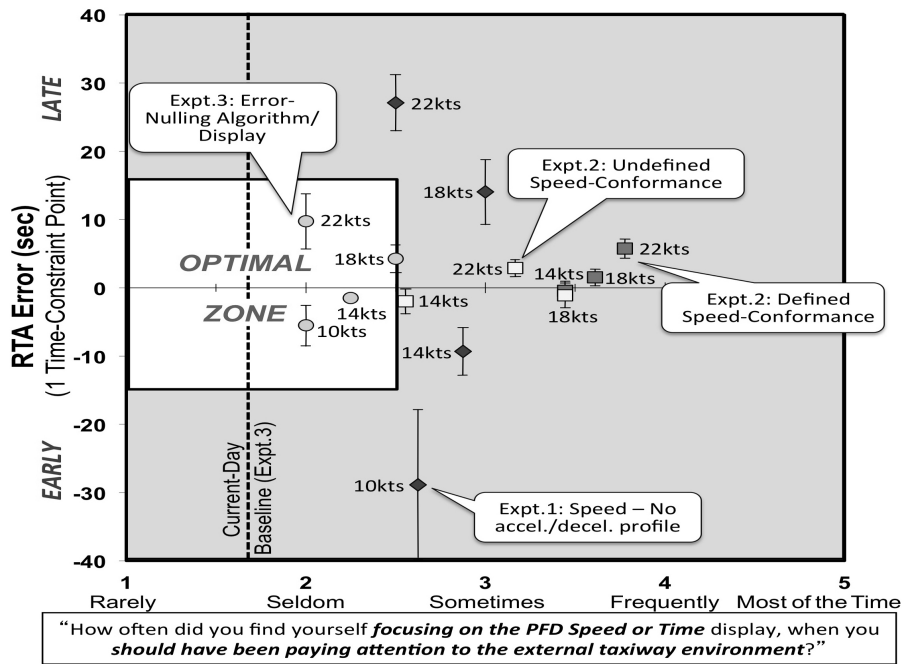 40
30
20
10
0
-10
-20
-30
-40
LATE
EARLY
RTA Error (sec)
(1 Time-Constraint Point)
Expt.3: Error-
Nulling Algorithm/
Display
22kts
18kts
Expt.2: Undefined
Speed-Conformance
22kts
18kts
OPTIMAL
ZONE
14kts
10kts
22kts
14kts
22kts
18kts
14kts
18kts
Expt.2: Defined
Speed-Conformance
14kts
10kts
Expt.1: Speed – No
accel./decel. profile
Current-Day
Baseline (Expt.3)
1
2
3
4
5
Rarely
Seldom
Sometimes
Frequently
Most of the Time
“How often did you find yourself focusing on the PFD Speed or Time display, when you
should have been paying attention to the external taxiway environment?”